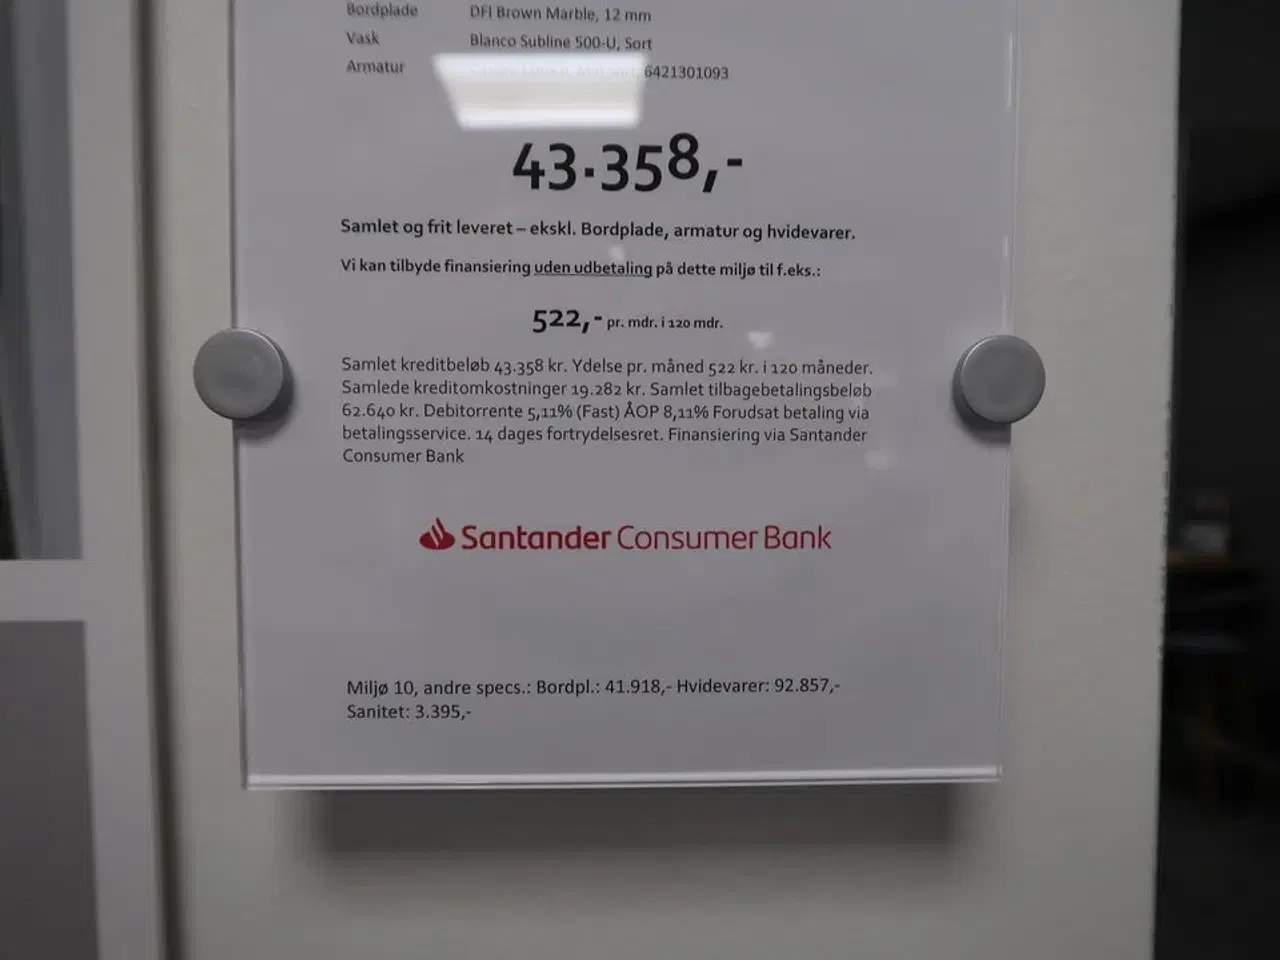 Bordplade DFI Brown Marble, 12 mm
Vask Blanco Subline 500-U, Sort
Armatur 6421301093
43.358,-
Samlet og frit leveret – ekskl. Bordplade, armatur og hvidevarer.
Vi kan tilbyde finansiering uden udbetaling på dette miljø til f.eks.:
522,- pr. mdr. i 120 mdr.
Samlet kreditbeløb 43.358 kr. Ydelse pr. måned 522 kr. i 120 måneder.
Samlede kreditomkostninger 19.282 kr. Samlet tilbagebetalingsbeløb
62.640 kr. Debitorrente 5,11% (Fast) ÅOP 8,11% Forudsat betaling via
betalingsservice. 14 dages fortrydelsesret. Finansiering via Santander
Consumer Bank
Santander Consumer Bank
Miljø 10, andre specs.: Bordpl.: 41.918,- Hvidevarer: 92.857,-
Sanitet: 3.395,-